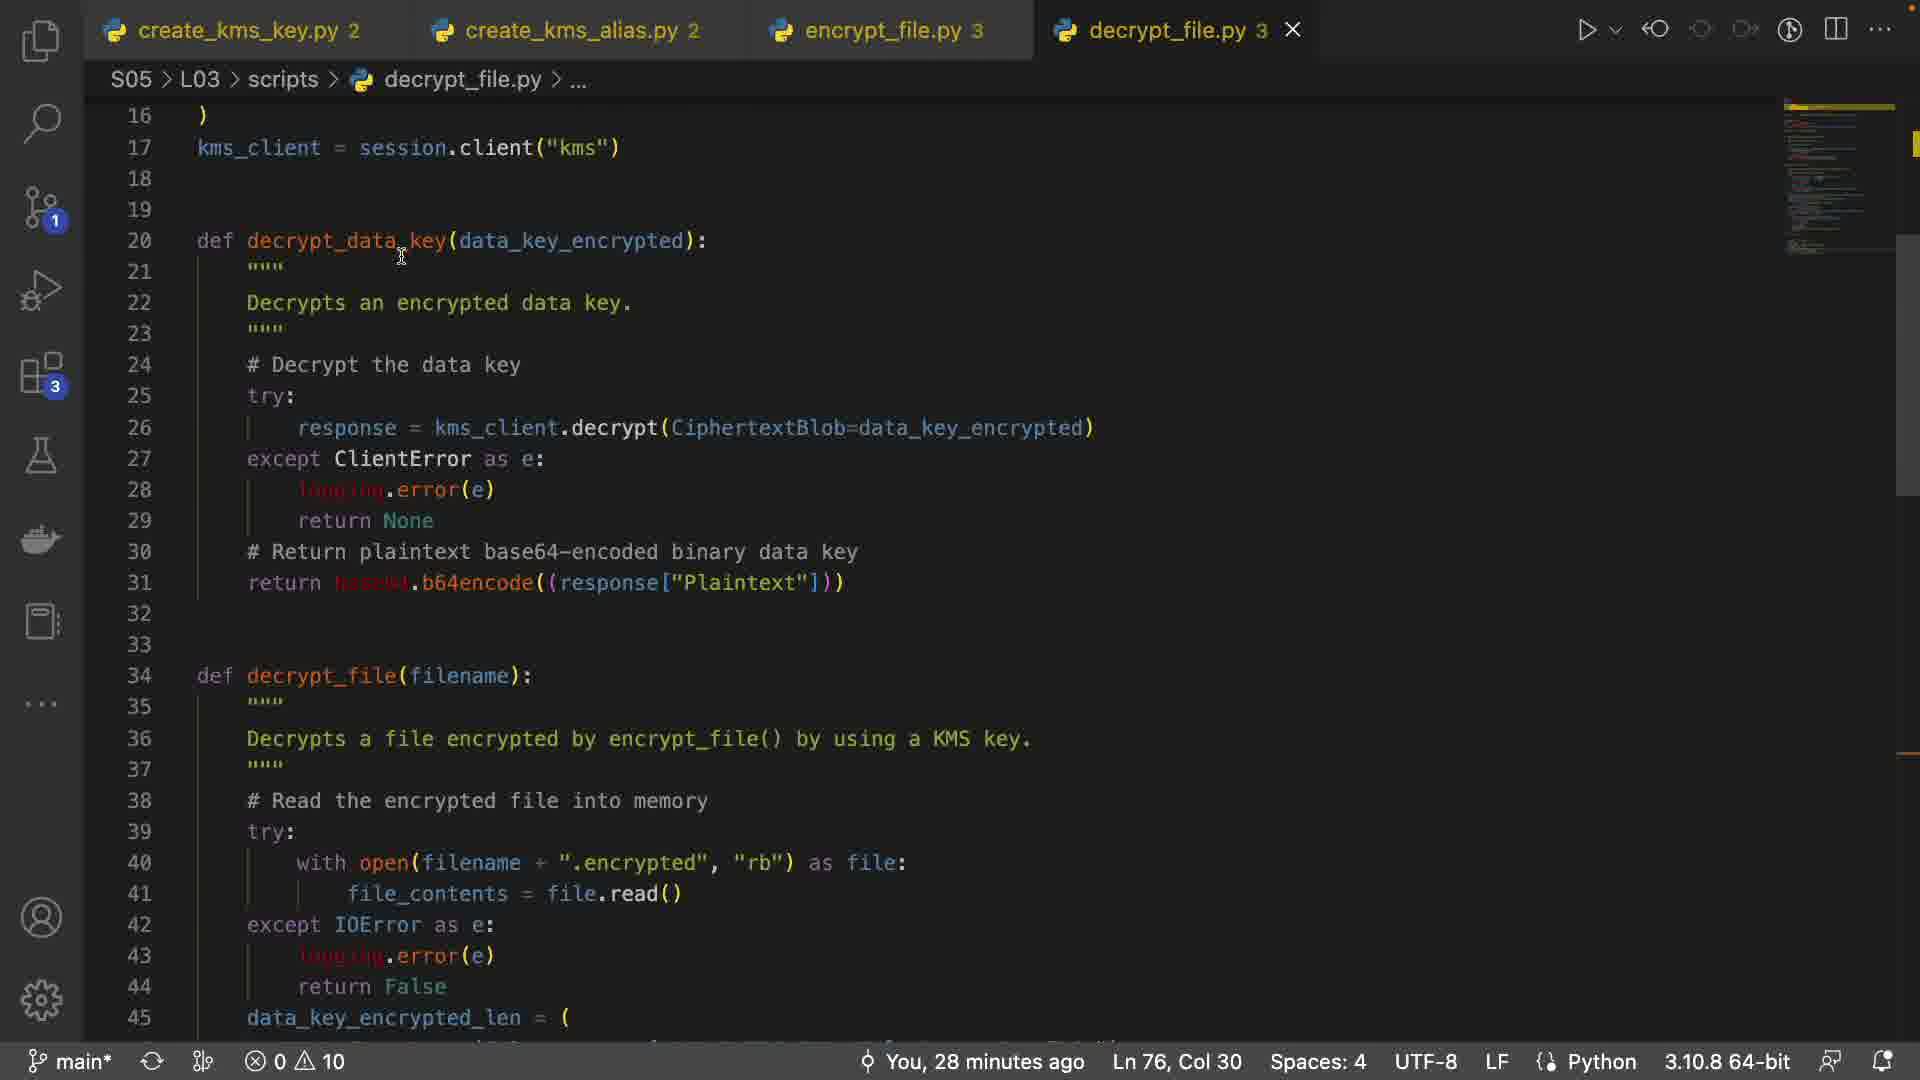 create_kms_key.py 2
create_kms_alias.py 2
encrypt_file.py 3
decrypt_file.py 3
S05 > L03 > scripts > decrypt_file.py > ...
16 )
17 kms_client = session.client("kms")
18
19
20 def decrypt_data_key(data_key_encrypted):
21 """
22 Decrypts an encrypted data key.
23 """
24 # Decrypt the data key
25 try:
26 response = kms_client.decrypt(CiphertextBlob=data_key_encrypted)
27 except ClientError as e:
28 logging.error(e)
29 return None
30 # Return plaintext base64-encoded binary data key
31 return base64.b64encode((response["Plaintext"]))
32
33
34 def decrypt_file(filename):
35 """
36 Decrypts a file encrypted by encrypt_file() by using a KMS key.
37 """
38 # Read the encrypted file into memory
39 try:
40 with open(filename + ".encrypted", "rb") as file:
41 file_contents = file.read()
42 except IOError as e:
43 logging.error(e)
44 return False
45 data_key_encrypted_len = (
1
3
main* 0 10 You, 28 minutes ago Ln 76, Col 30 Spaces: 4 UTF-8 LF Python 3.10.8 64-bit